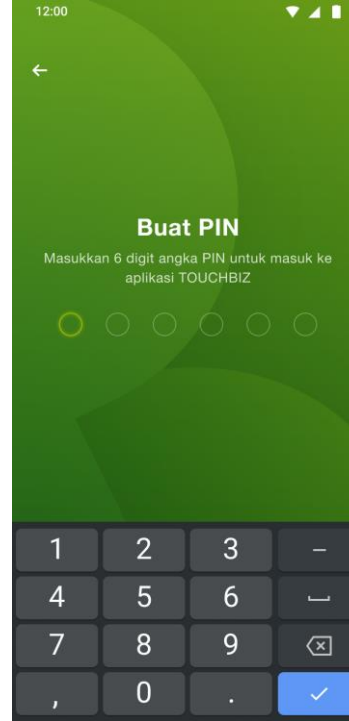 12:00
Buat PIN
Masukkan 6 digit angka PIN untuk masuk ke
aplikasi TOUCHBIZ
1 2 3 –
4 5 6
7 8 9
, 0 .